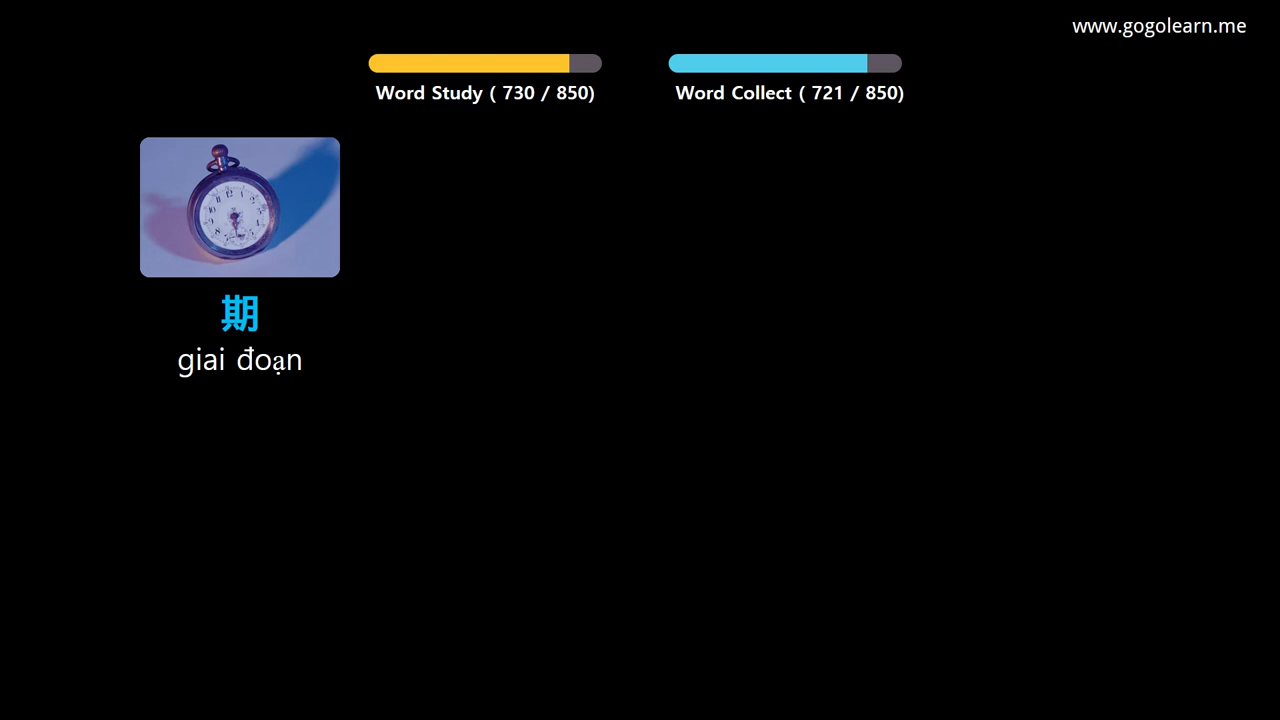 www.gogolearn.me
Word Study ( 730 / 850)
Word Collect ( 721 / 850)
期
giai đoạn